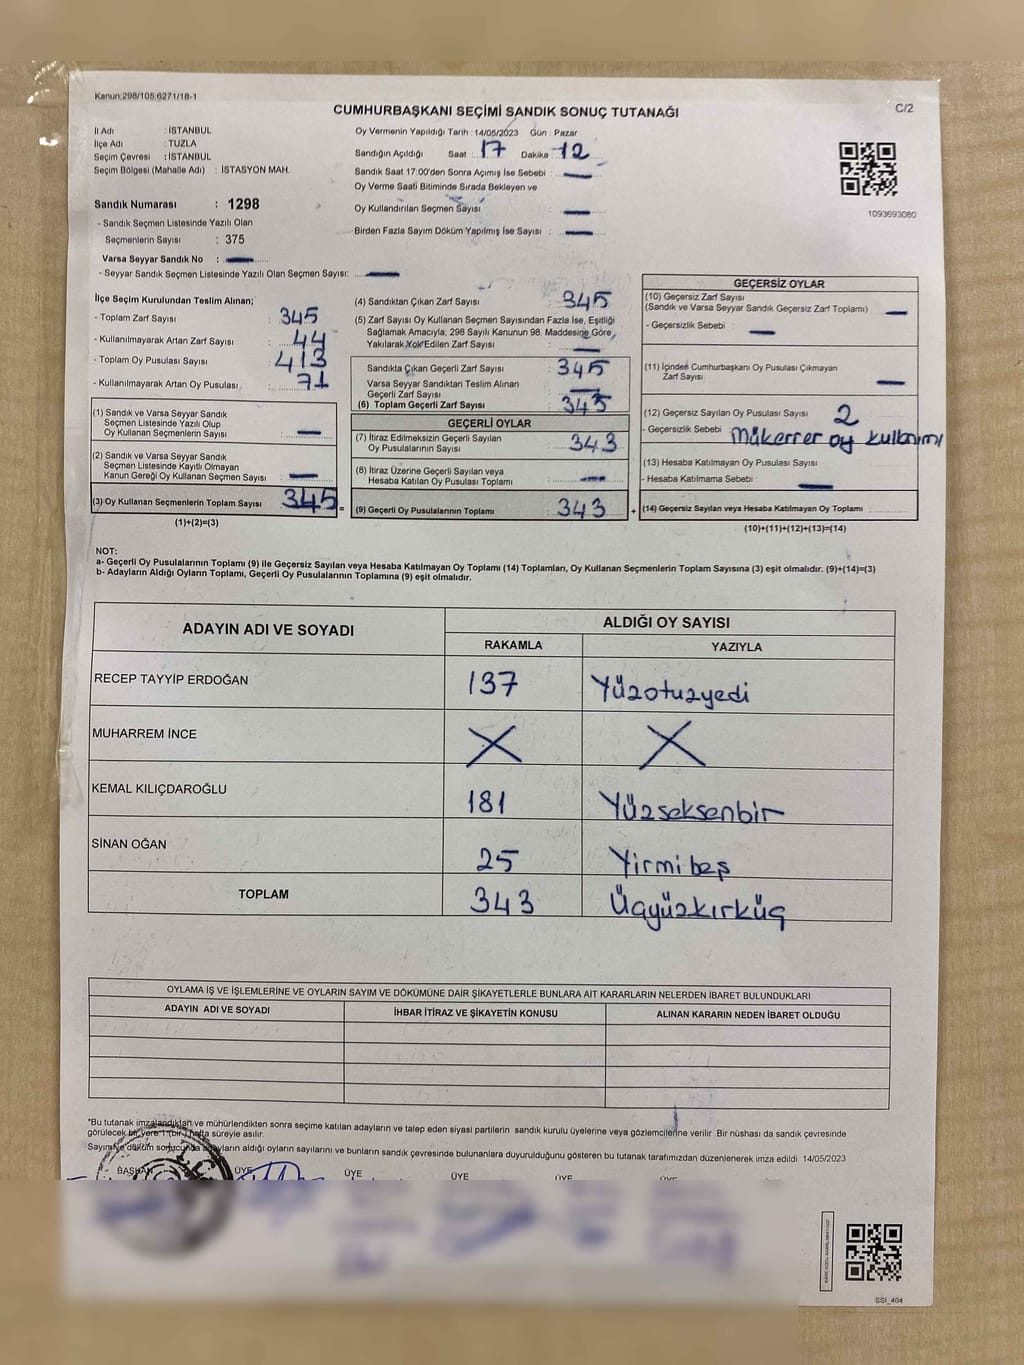 Kanun:298/105,6271/18-1
CUMHURBAŞKANI SEÇİMİ SANDIK SONUÇ TUTANAĞI
C/2
İl Adı : İSTANBUL
İlçe Adı : TUZLA
Seçim Çevresi : İSTANBUL
Seçim Bölgesi (Mahalle Adı) : İSTASYON MAH.
Oy Vermenin Yapıldığı Tarih : 14/05/2023 Gün : Pazar
Sandığın Açıldığı Saat : 17 Dakika : 12
Sandık Saat 17:00'den Sonra Açımış İse Sebebi : —
Oy Verme Saati Bitiminde Sırada Bekleyen ve
Oy Kullandırılan Seçmen Sayısı : —
Birden Fazla Sayım Döküm Yapılmış İse Sayısı : —
1093693080
Sandık Numarası : 1298
- Sandık Seçmen Listesinde Yazılı Olan
Seçmenlerin Sayısı : 375
Varsa Seyyar Sandık No : —
- Seyyar Sandık Seçmen Listesinde Yazılı Olan Seçmen Sayısı: —
İlçe Seçim Kurulundan Teslim Alınan;
- Toplam Zarf Sayısı : 345
- Kullanılmayarak Artan Zarf Sayısı : 44
- Toplam Oy Pusulası Sayısı : 413
- Kullanılmayarak Artan Oy Pusulası : 71
(1) Sandık ve Varsa Seyyar Sandık
Seçmen Listesinde Yazılı Olup
Oy Kullanan Seçmenlerin Sayısı : —
(2) Sandık ve Varsa Seyyar Sandık
Seçmen Listesinde Kayıtlı Olmayan
Kanun Gereği Oy Kullanan Seçmen Sayısı : —
(3) Oy Kullanan Seçmenlerin Toplam Sayısı : 345
(1)+(2)=(3)
(4) Sandıktan Çıkan Zarf Sayısı : 345
(5) Zarf Sayısı Oy Kullanan Seçmen Sayısından Fazla İse, Eşitliği
Sağlamak Amacıyla, 298 Sayılı Kanunun 98. Maddesine Göre,
Yakılarak Yok Edilen Zarf Sayısı : —
Sandıkta Çıkan Geçerli Zarf Sayısı : 345
Varsa Seyyar Sandıktan Teslim Alınan
Geçerli Zarf Sayısı : —
(6) Toplam Geçerli Zarf Sayısı : 345
GEÇERLİ OYLAR
(7) İtiraz Edilmeksizin Geçerli Sayılan
Oy Pusulalarının Sayısı : 343
(8) İtiraz Üzerine Geçerli Sayılan veya
Hesaba Katılan Oy Pusulası Toplamı : —
(9) Geçerli Oy Pusulalarının Toplamı : 343
GEÇERSİZ OYLAR
(10) Geçersiz Zarf Sayısı
(Sandık ve Varsa Seyyar Sandık Geçersiz Zarf Toplamı) : —
- Geçersizlik Sebebi : —
(11) İçinden Cumhurbaşkanı Oy Pusulası Çıkmayan
Zarf Sayısı : —
(12) Geçersiz Sayılan Oy Pusulası Sayısı : 2
- Geçersizlik Sebebi : Mükerrer oy kullnımı
(13) Hesaba Katılmayan Oy Pusulası Sayısı
- Hesaba Katılmama Sebebi : —
(14) Geçersiz Sayılan veya Hesaba Katılmayan Oy Toplamı :
(10)+(11)+(12)+(13)=(14)
NOT:
a- Geçerli Oy Pusulalarının Toplamı (9) ile Geçersiz Sayılan veya Hesaba Katılmayan Oy Toplamı (14) Toplamları, Oy Kullanan Seçmenlerin Toplam Sayısına (3) eşit olmalıdır. (9)+(14)=(3)
b- Adayların Aldığı Oyların Toplamı, Geçerli Oy Pusulalarının Toplamına (9) eşit olmalıdır.
ADAYIN ADI VE SOYADI ALDIĞI OY SAYISI
RAKAMLA YAZIYLA
RECEP TAYYİP ERDOĞAN 137 Yüzotuzyedi
MUHARREM İNCE X X
KEMAL KILIÇDAROĞLU 181 Yüzseksenbir
SİNAN OĞAN 25 Yirmi beş
TOPLAM 343 Üçyüzkırküç
OYLAMA İŞ VE İŞLEMLERİNE VE OYLARIN SAYIM VE DÖKÜMÜNE DAİR ŞİKAYETLERLE BUNLARA AİT KARARLARIN NELERDEN İBARET BULUNDUKLARI
ADAYIN ADI VE SOYADI İHBAR İTİRAZ VE ŞİKAYETİN KONUSU ALINAN KARARIN NEDEN İBARET OLDUĞU
*Bu tutanak imzalandıktan ve mühürlendikten sonra seçime katılan adayların ve talep eden siyasi partilerin sandık kurulu üyelerine veya gözlemcilerine verilir. Bir nüshası da sandık çevresinde
görülecek bir yere 1 (bir) hafta süreyle asılır.
Sayım ve döküm sonucunda adayların aldığı oyların sayılarını ve bunların sandık çevresinde bulunanlara duyurulduğunu gösteren bu tutanak tarafımızdan düzenlenerek imza edildi 14/05/2023
BAŞKAN ÜYE ÜYE ÜYE ÜYE ÜYE
SSI_404